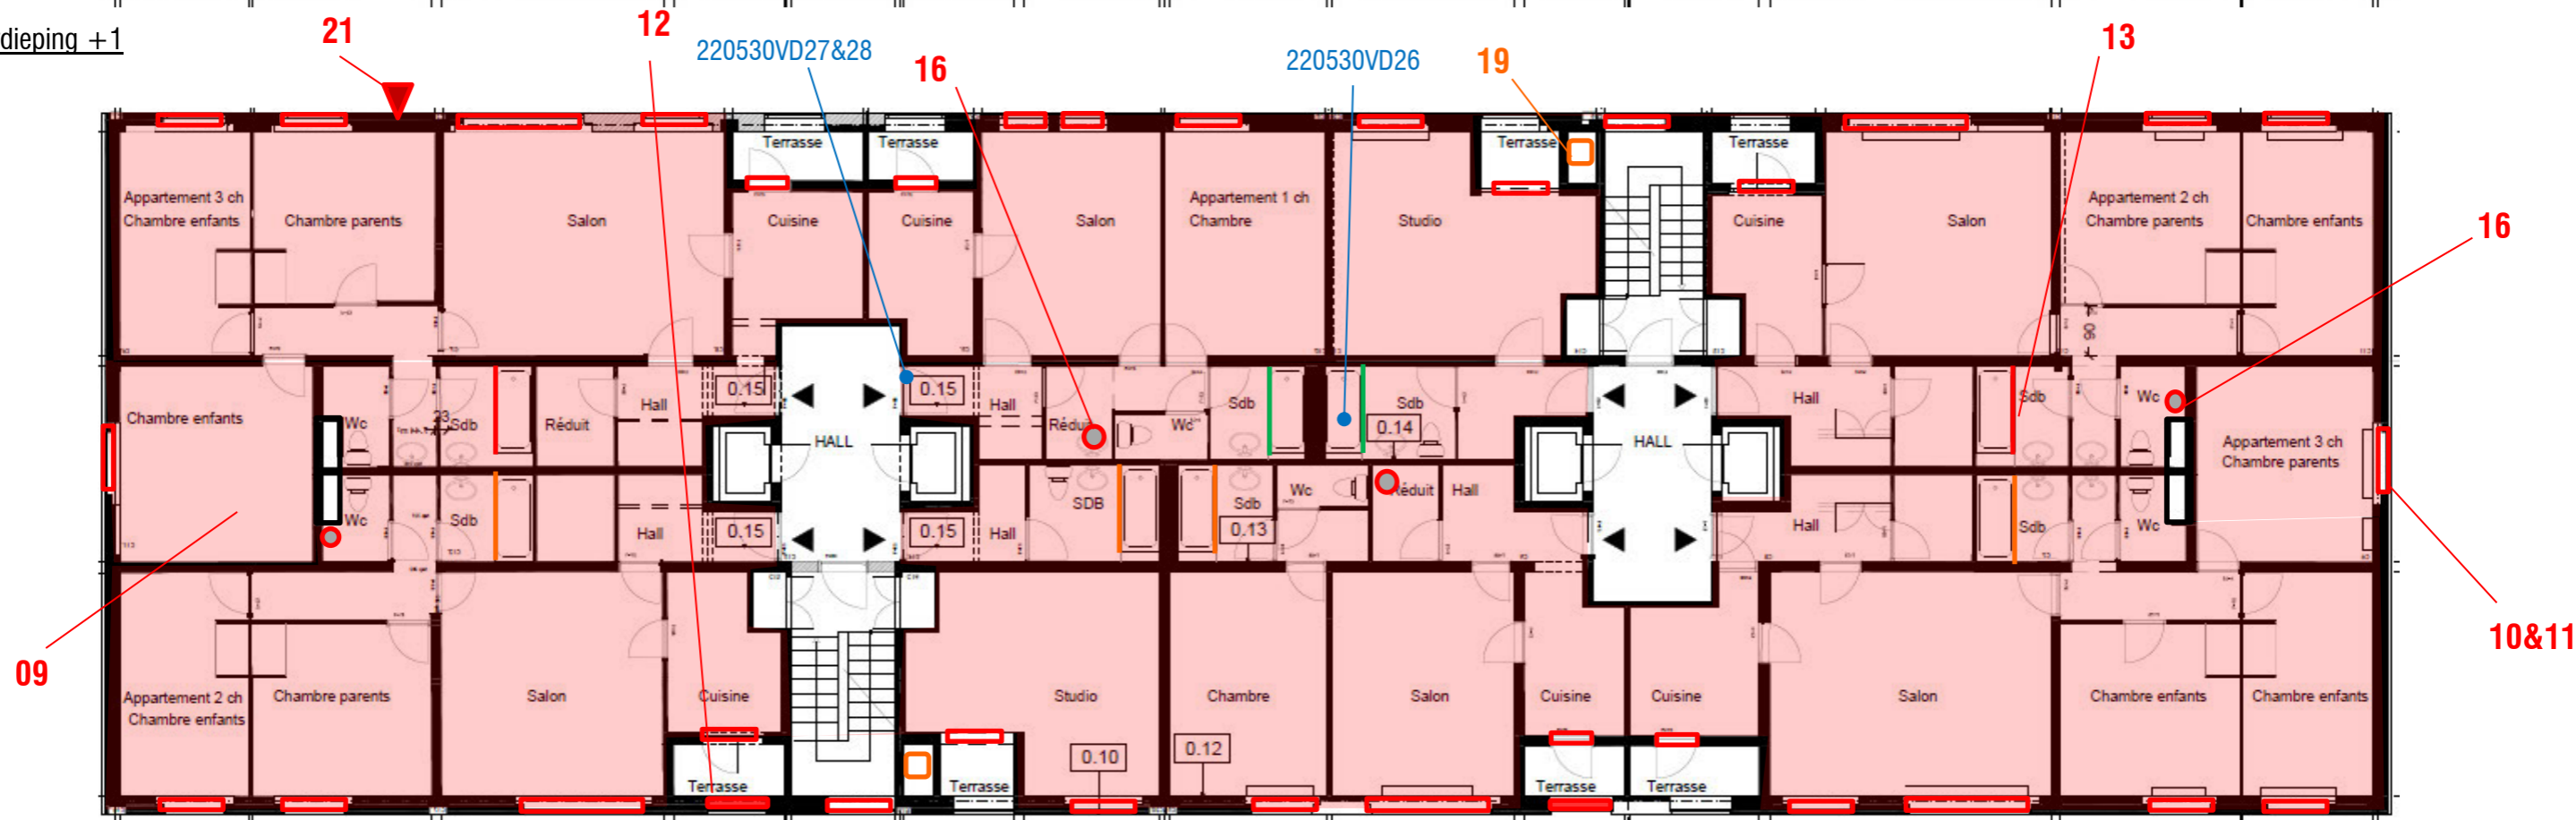 dieping +1
21
12
220530VD27&28
16
220530VD26
19
13
Terrasse
Terrasse
Terrasse
Terrasse
Appartement 3 ch
Chambre enfants
Chambre parents
Salon
Cuisine
Cuisine
Salon
Appartement 1 ch
Chambre
Studio
Cuisine
Salon
Appartement 2 ch
Chambre parents
Chambre enfants
16
90
Chambre enfants
Wc
23
Sdb
Réduit
Hall
0.15
0.15
Hall
Réduit
Wc
Sdb
Sdb
0.14
Hall
Sdb
Wc
HALL
HALL
Appartement 3 ch
Chambre parents
Wc
Sdb
Hall
0.15
0.15
Hall
SDB
Sdb
0.13
Wc
Réduit
Hall
Hall
Sdb
Wc
09
10&11
Appartement 2 ch
Chambre enfants
Chambre parents
Salon
Cuisine
Studio
Chambre
Salon
Cuisine
Cuisine
Salon
Chambre enfants
Chambre enfants
0.10
0.12
Terrasse
Terrasse
Terrasse
Terrasse